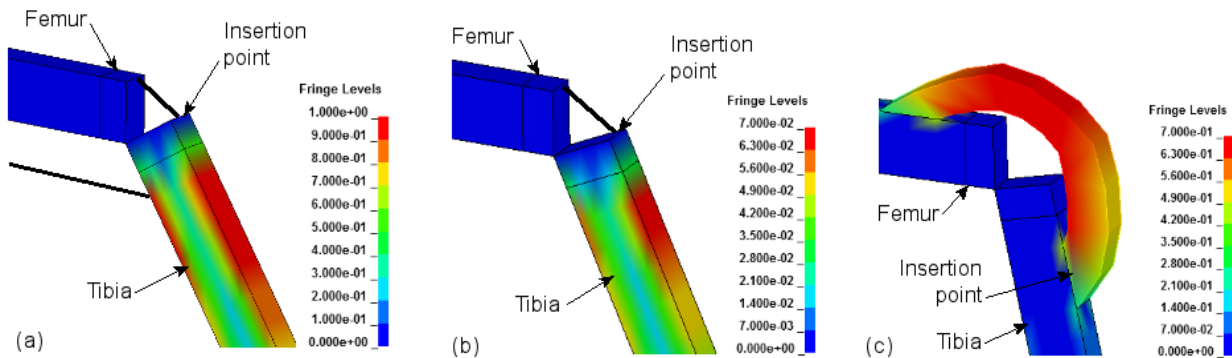 Femur
Insertion
point
Fringe Levels
1.000e+00
9.000e-01
8.000e-01
7.000e-01
6.000e-01
5.000e-01
4.000e-01
3.000e-01
2.000e-01
1.000e-01
0.000e+00
Tibia
(a)
Femur
Insertion
point
Fringe Levels
7.000e-02
6.300e-02
5.600e-02
4.900e-02
4.200e-02
3.500e-02
2.800e-02
2.100e-02
1.400e-02
7.000e-03
0.000e+00
Tibia
(b)
Fringe Levels
7.000e-01
6.300e-01
5.600e-01
4.900e-01
4.200e-01
3.500e-01
2.800e-01
2.100e-01
1.400e-01
7.000e-02
0.000e+00
Femur
Insertion
point
Tibia
(c)